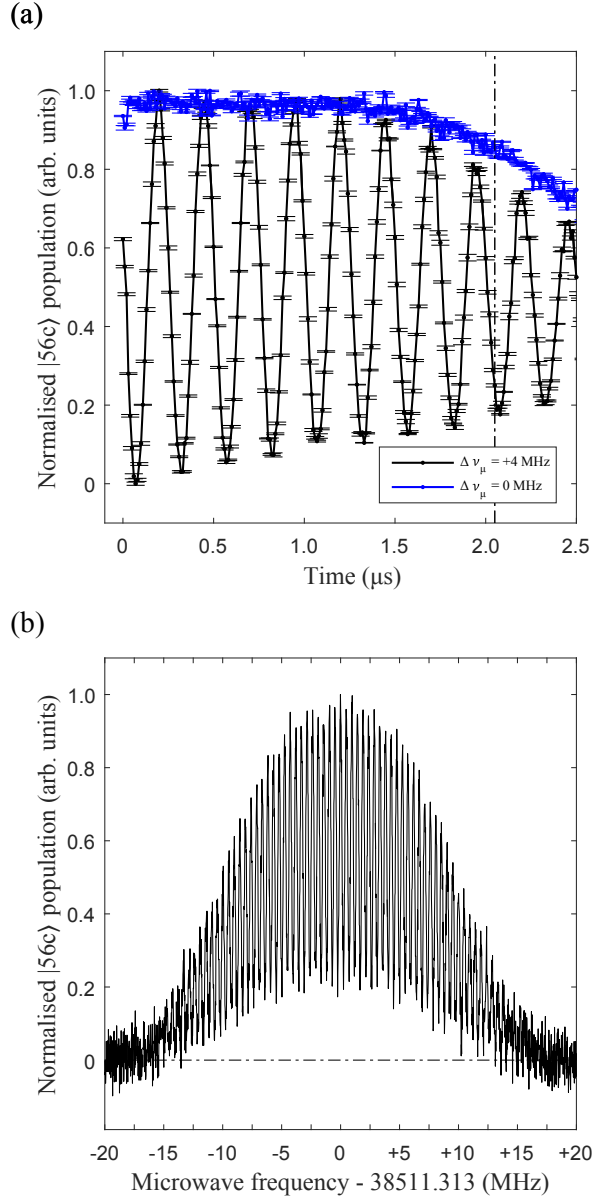 (a)
Normalised |56c⟩ population (arb. units)
1.0
0.8
0.6
0.4
0.2
0
Δ ν_μ = +4 MHz
Δ ν_μ = 0 MHz
0 0.5 1.0 1.5 2.0 2.5
Time (μs)
(b)
Normalised |56c⟩ population (arb. units)
1.0
0.8
0.6
0.4
0.2
0
-20 -15 -10 -5 0 +5 +10 +15 +20
Microwave frequency - 38511.313 (MHz)